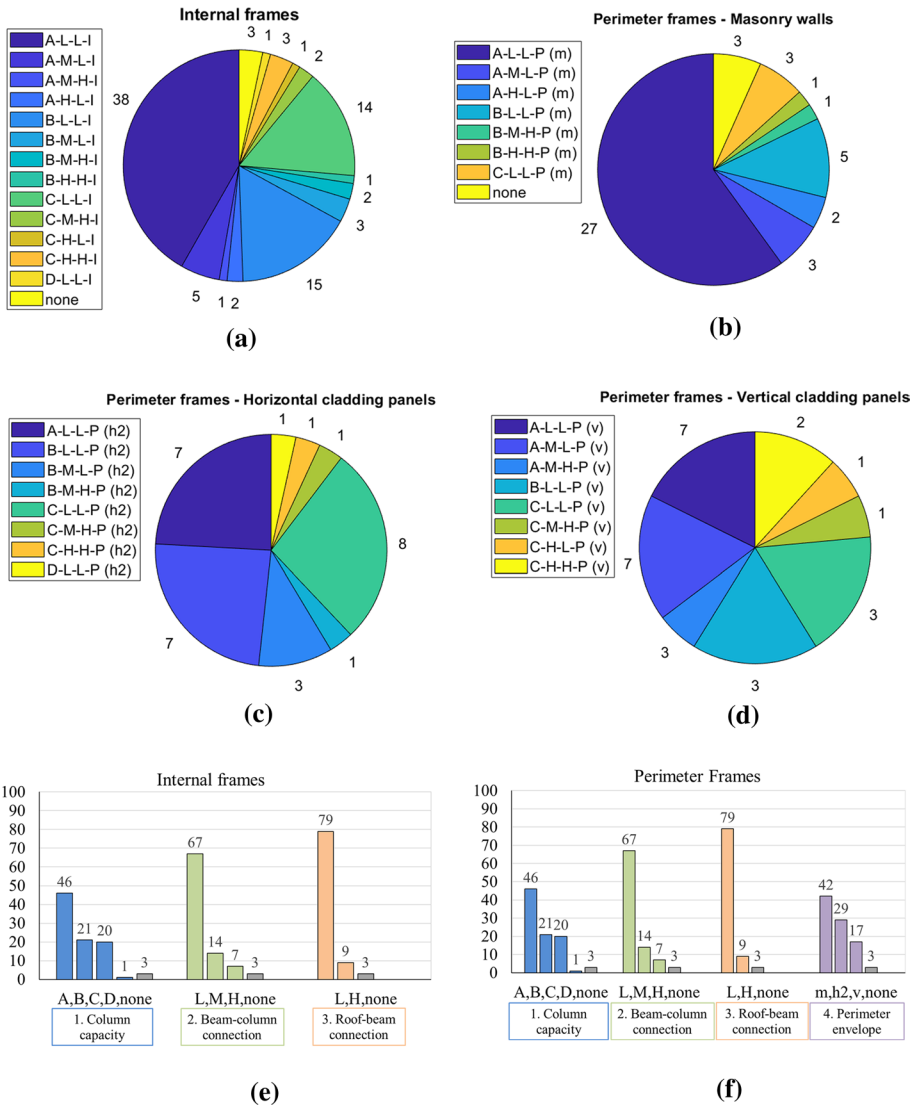 Internal frames
A-L-L-I
A-M-L-I
A-M-H-I
A-H-L-I
B-L-L-I
B-M-L-I
B-M-H-I
B-H-H-I
C-L-L-I
C-M-H-I
C-H-L-I
C-H-H-I
D-L-L-I
none
3
1
3
1
2
14
1
2
3
15
2
1
5
38
(a)
Perimeter frames - Masonry walls
A-L-L-P (m)
A-M-L-P (m)
A-H-L-P (m)
B-L-L-P (m)
B-M-H-P (m)
B-H-H-P (m)
C-L-L-P (m)
none
3
3
1
1
5
2
3
27
(b)
Perimeter frames - Horizontal cladding panels
A-L-L-P (h2)
B-L-L-P (h2)
B-M-L-P (h2)
B-M-H-P (h2)
C-L-L-P (h2)
C-M-H-P (h2)
C-H-H-P (h2)
D-L-L-P (h2)
1
1
1
8
1
3
7
7
(c)
Perimeter frames - Vertical cladding panels
A-L-L-P (v)
A-M-L-P (v)
A-M-H-P (v)
B-L-L-P (v)
C-L-L-P (v)
C-M-H-P (v)
C-H-L-P (v)
C-H-H-P (v)
2
1
1
3
3
3
7
7
(d)
Internal frames
100
90
80
70
60
50
40
30
20
10
0
46
21
20
1
3
67
14
7
3
79
9
3
A,B,C,D,none
L,M,H,none
L,H,none
1. Column
capacity
2. Beam-column
connection
3. Roof-beam
connection
(e)
Perimeter Frames
100
90
80
70
60
50
40
30
20
10
0
46
21
20
1
3
67
14
7
3
79
9
3
42
29
17
3
A,B,C,D,none
L,M,H,none
L,H,none
m,h2,v,none
1. Column
capacity
2. Beam-column
connection
3. Roof-beam
connection
4. Perimeter
envelope
(f)